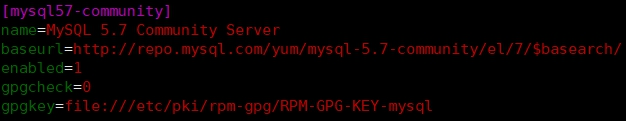 [mysql57-community]
name=MySQL 5.7 Community Server
baseurl=http://repo.mysql.com/yum/mysql-5.7-community/el/7/$basearch/
enabled=1
gpgcheck=0
gpgkey=file:///etc/pki/rpm-gpg/RPM-GPG-KEY-mysql